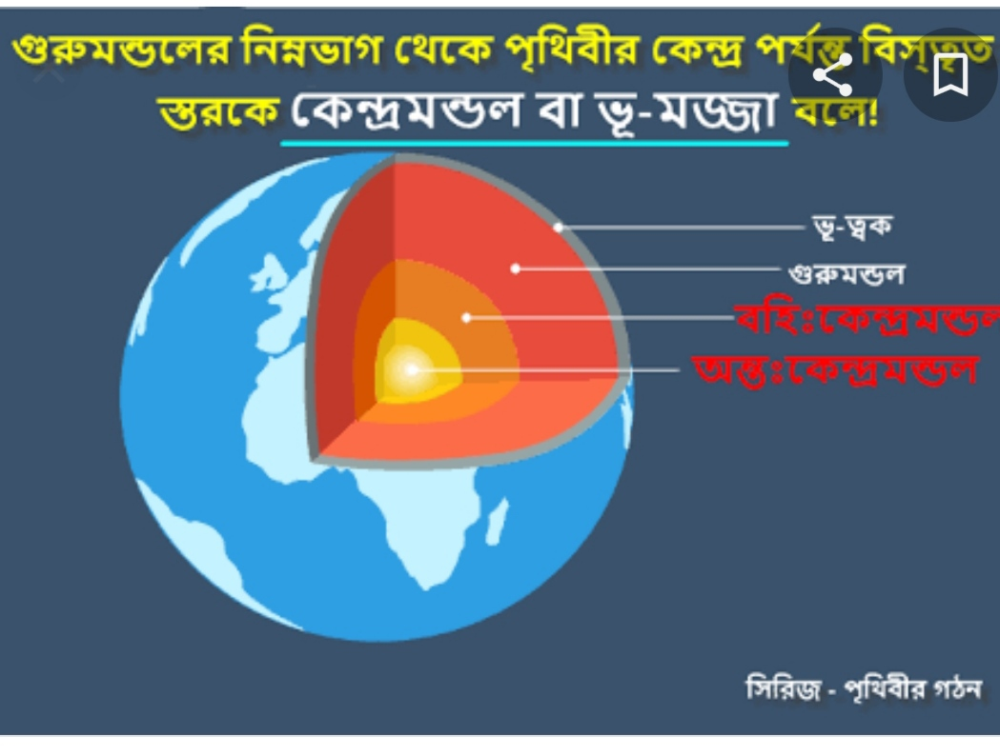 গুরুমন্ডলের নিম্নভাগ থেকে পৃথিবীর কেন্দ্র পর্যন্ত বিস্তৃত
স্তরকে কেন্দ্রমন্ডল বা ভূ-মজ্জা বলে!
ভূ-ত্বক
গুরুমন্ডল
বহিঃকেন্দ্রমন্ডল
অন্তঃকেন্দ্রমন্ডল
সিরিজ - পৃথিবীর গঠন